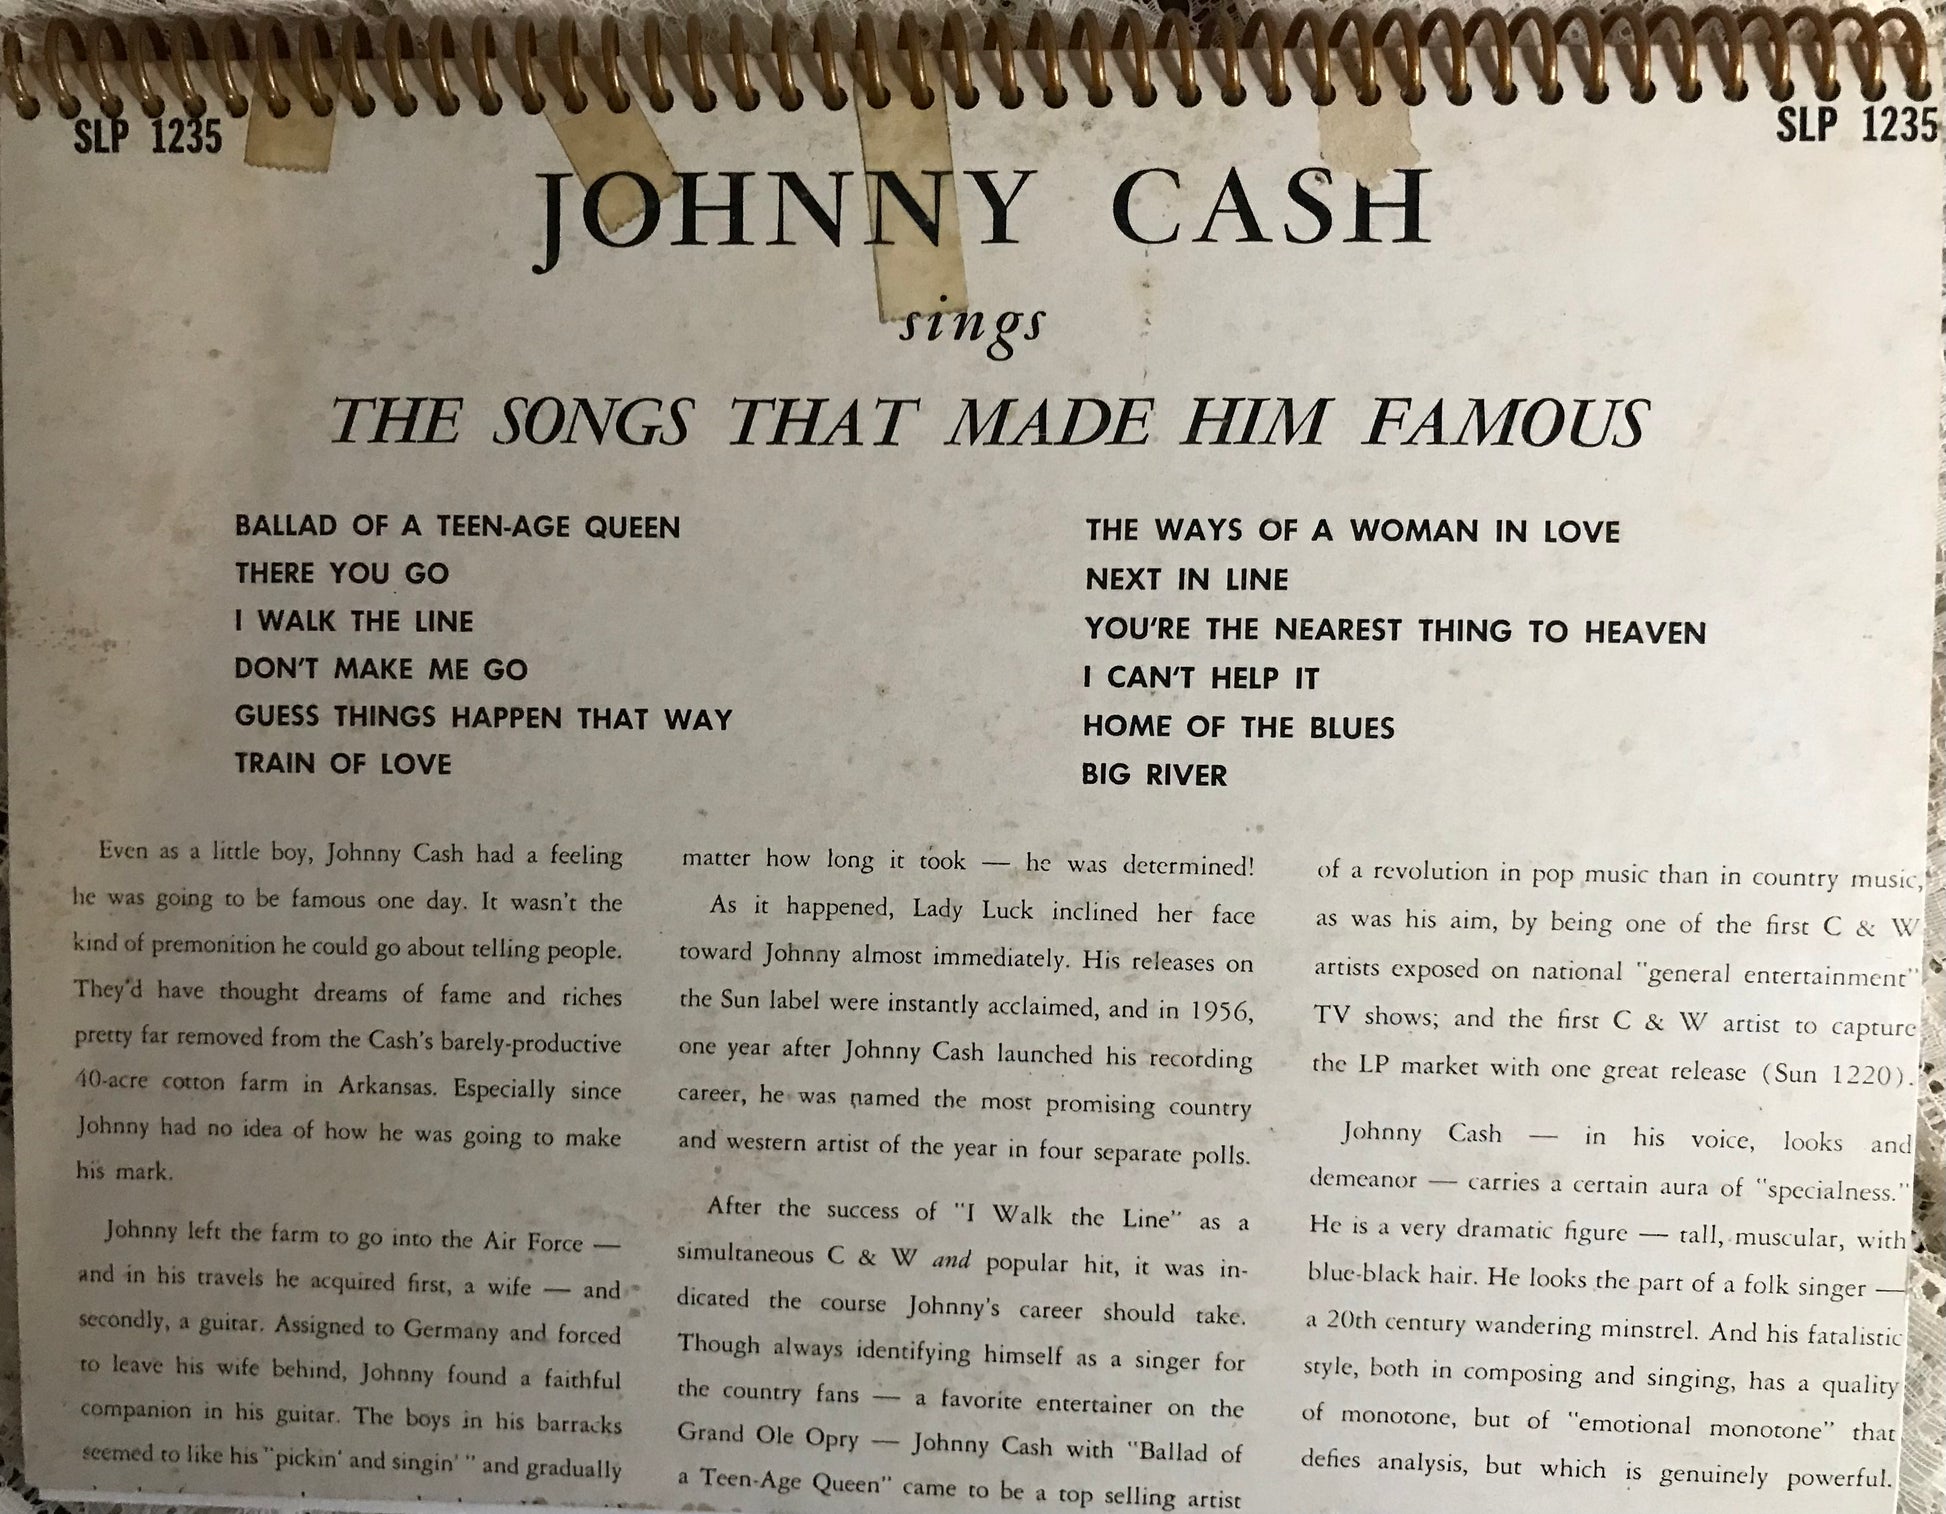 SLP 1235
SLP 1235
JOHNNY CASH
sings
THE SONGS THAT MADE HIM FAMOUS
BALLAD OF A TEEN-AGE QUEEN
THERE YOU GO
I WALK THE LINE
DON'T MAKE ME GO
GUESS THINGS HAPPEN THAT WAY
TRAIN OF LOVE
THE WAYS OF A WOMAN IN LOVE
NEXT IN LINE
YOU'RE THE NEAREST THING TO HEAVEN
I CAN'T HELP IT
HOME OF THE BLUES
BIG RIVER
Even as a little boy, Johnny Cash had a feeling
he was going to be famous one day. It wasn't the
kind of premonition he could go about telling people.
They'd have thought dreams of fame and riches
pretty far removed from the Cash's barely-productive
40-acre cotton farm in Arkansas. Especially since
Johnny had no idea of how he was going to make
his mark.
Johnny left the farm to go into the Air Force —
and in his travels he acquired first, a wife — and
secondly, a guitar. Assigned to Germany and forced
to leave his wife behind, Johnny found a faithful
companion in his guitar. The boys in his barracks
seemed to like his "pickin' and singin' " and gradually
matter how long it took — he was determined!
As it happened, Lady Luck inclined her face
toward Johnny almost immediately. His releases on
the Sun label were instantly acclaimed, and in 1956,
one year after Johnny Cash launched his recording
career, he was named the most promising country
and western artist of the year in four separate polls.
After the success of "I Walk the Line" as a
simultaneous C & W and popular hit, it was in-
dicated the course Johnny's career should take.
Though always identifying himself as a singer for
the country fans — a favorite entertainer on the
Grand Ole Opry — Johnny Cash with "Ballad of
a Teen-Age Queen" came to be a top selling artist
of a revolution in pop music than in country music,
as was his aim, by being one of the first C & W
artists exposed on national "general entertainment"
TV shows; and the first C & W artist to capture
the LP market with one great release (Sun 1220).
Johnny Cash — in his voice, looks and
demeanor — carries a certain aura of "specialness."
He is a very dramatic figure — tall, muscular, with
blue-black hair. He looks the part of a folk singer —
a 20th century wandering minstrel. And his fatalistic
style, both in composing and singing, has a quality
of monotone, but of "emotional monotone" that
defies analysis, but which is genuinely powerful.